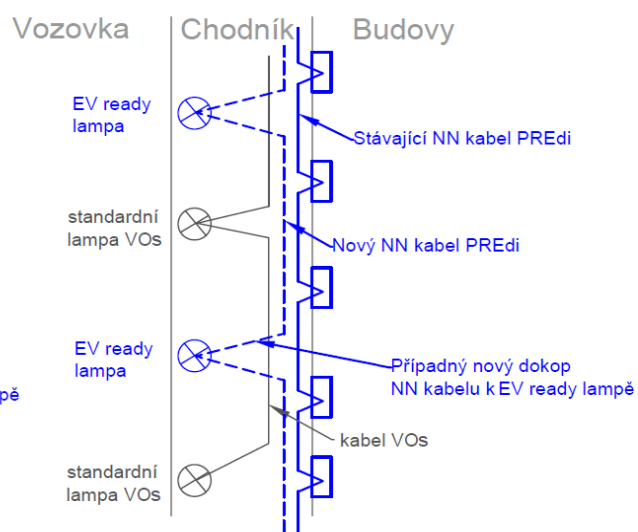 Vozovka
Chodník
Budovy
EV ready
lampa
Stávající NN kabel PREdi
standardní
lampa VOs
Nový NN kabel PREdi
EV ready
lampa
Případný nový dokop
NN kabelu k EV ready lampě
pě
kabel VOs
standardní
lampa VOs